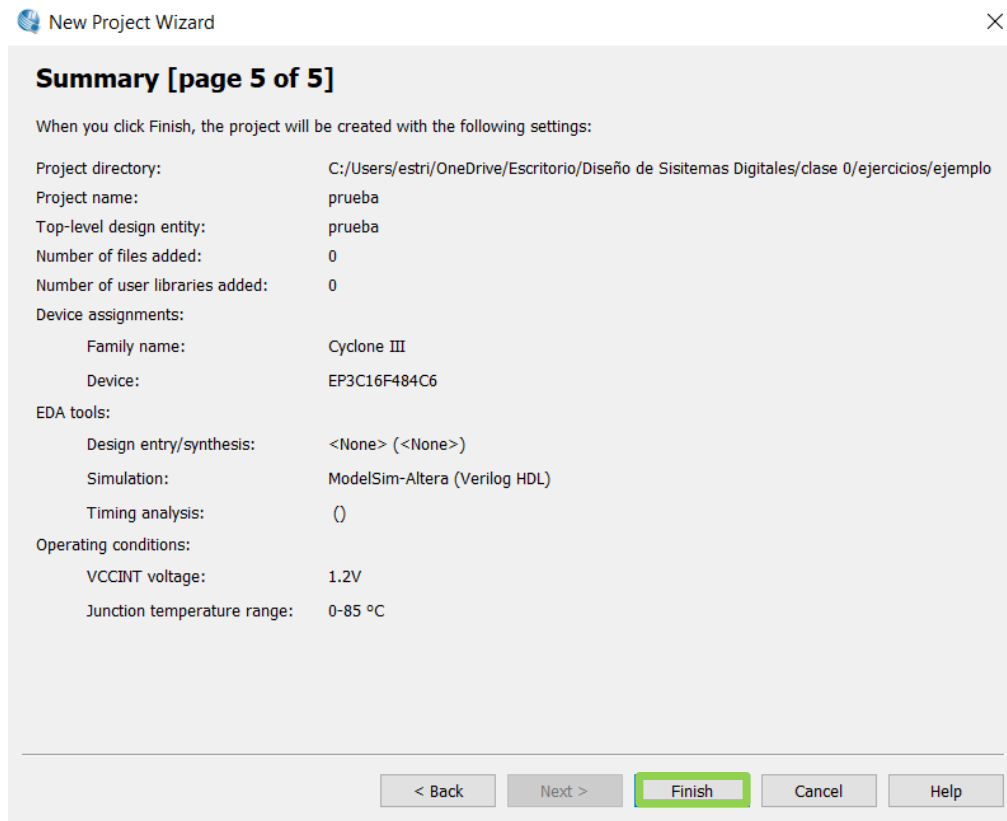 New Project Wizard
Summary [page 5 of 5]
When you click Finish, the project will be created with the following settings:
Project directory: C:/Users/estri/OneDrive/Escritorio/Diseño de Sisitemas Digitales/clase 0/ejercicios/ejemplo
Project name: prueba
Top-level design entity: prueba
Number of files added: 0
Number of user libraries added: 0
Device assignments:
Family name: Cyclone III
Device: EP3C16F484C6
EDA tools:
Design entry/synthesis: <None> (<None>)
Simulation: ModelSim-Altera (Verilog HDL)
Timing analysis: ()
Operating conditions:
VCCINT voltage: 1.2V
Junction temperature range: 0-85 ºC
< Back Next > Finish Cancel Help